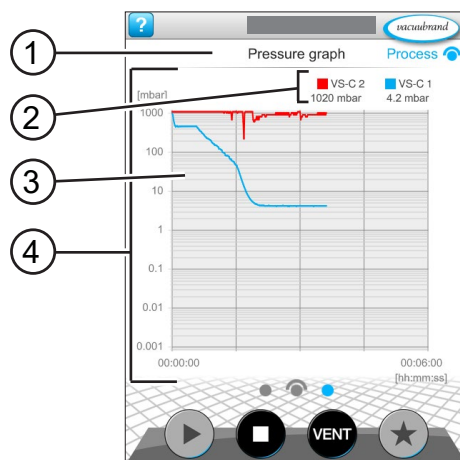 ?
vacuubrand
1 Pressure graph Process
VS-C 2 VS-C 1
2 [mbar] 1020 mbar 4.2 mbar
1000
100
3
10
4
1
0.1
0.01
0.001
00:00:00 00:06:00
[hh:mm:ss]
VENT